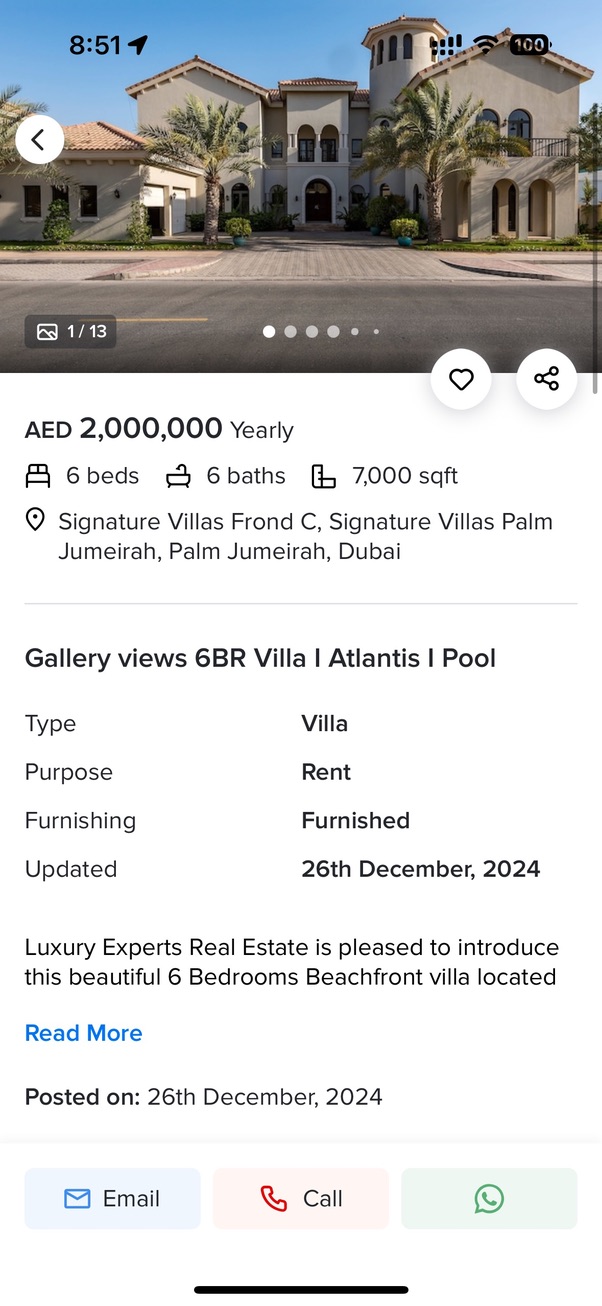 8:51
100
1 / 13
AED 2,000,000 Yearly
6 beds 6 baths 7,000 sqft
Signature Villas Frond C, Signature Villas Palm
Jumeirah, Palm Jumeirah, Dubai
Gallery views 6BR Villa I Atlantis I Pool
Type Villa
Purpose Rent
Furnishing Furnished
Updated 26th December, 2024
Luxury Experts Real Estate is pleased to introduce
this beautiful 6 Bedrooms Beachfront villa located
Read More
Posted on: 26th December, 2024
Email Call